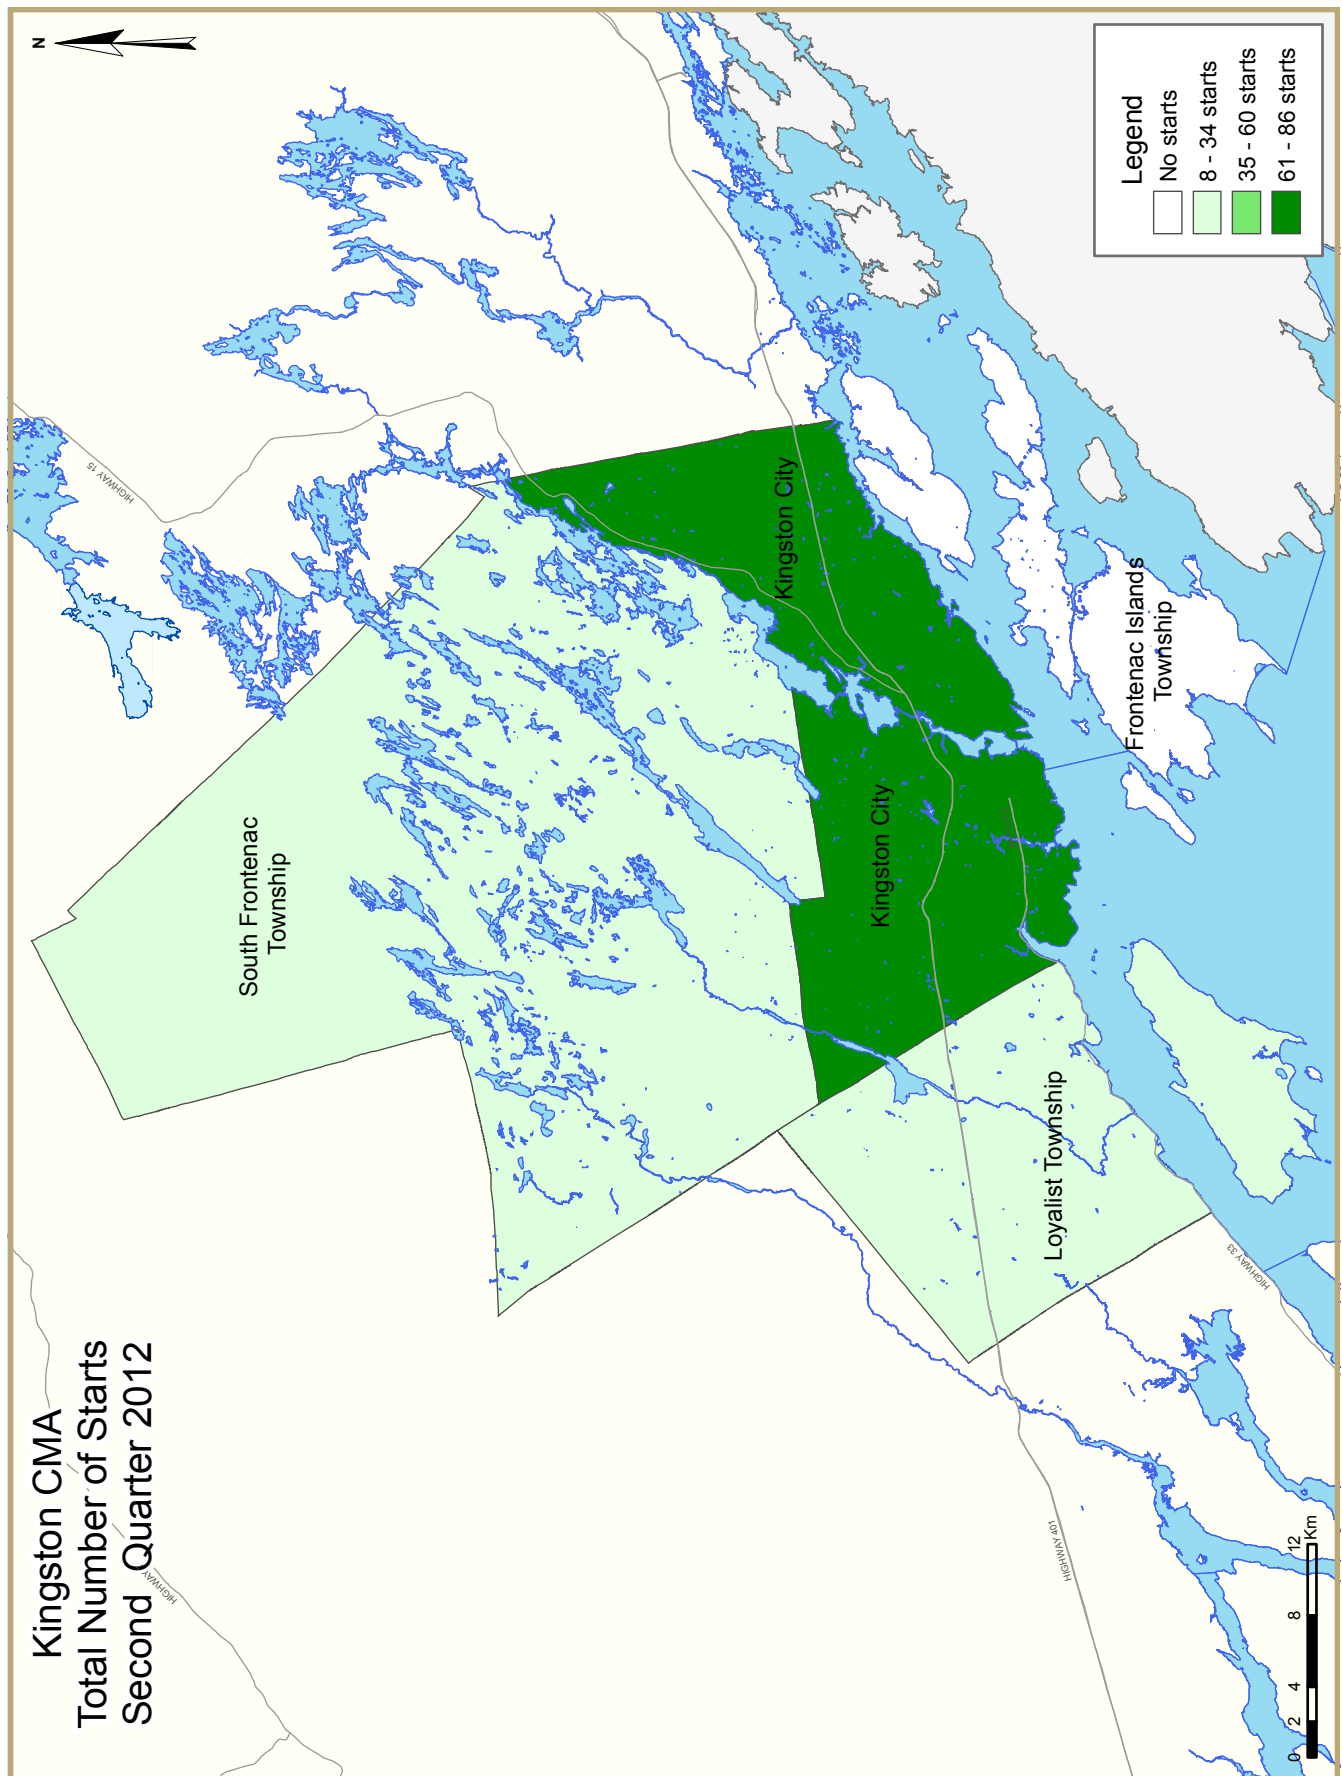 Kingston CMA
Total Number of Starts
Second Quarter 2012
N
HIGHWAY
HIGHWAY 15
South Frontenac
Township
Kingston City
Kingston City
Loyalist Township
Frontenac Islands
Township
HIGHWAY 401
HIGHWAY 33
Legend
No starts
8 - 34 starts
35 - 60 starts
61 - 86 starts
0 2 4 8 12
Km